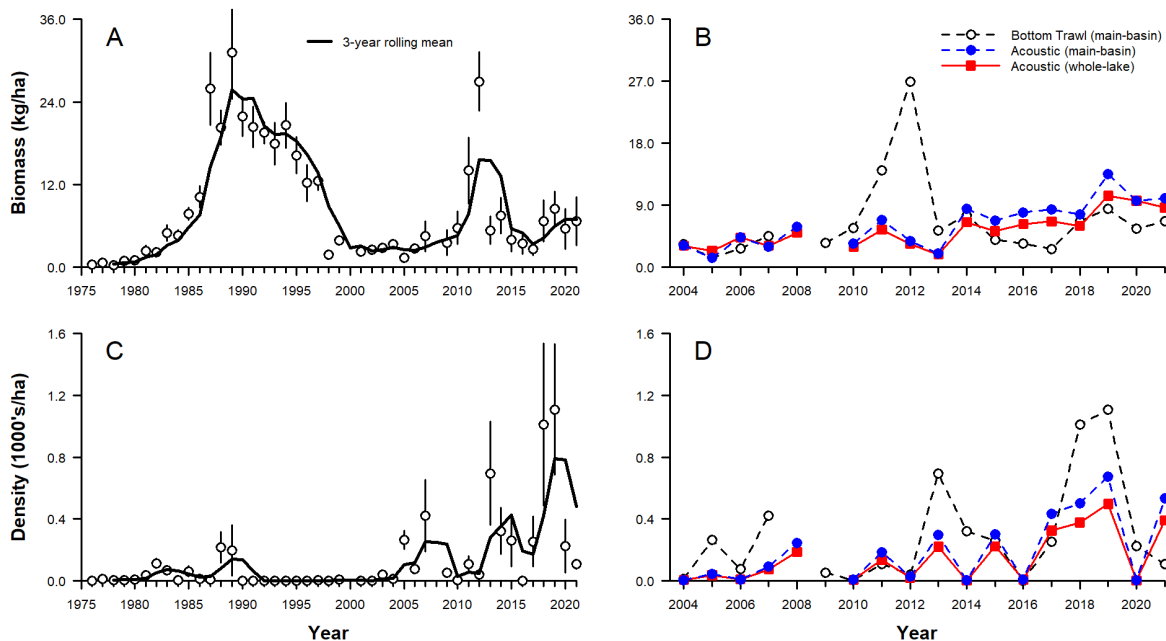 A
3-year rolling mean
Biomass (kg/ha)
36.0
24.0
12.0
0.0
1975 1980 1985 1990 1995 2000 2005 2010 2015 2020
B
Bottom Trawl (main-basin)
Acoustic (main-basin)
Acoustic (whole-lake)
36.0
27.0
18.0
9.0
0.0
2004 2006 2008 2010 2012 2014 2016 2018 2020
C
Density (1000's/ha)
1.6
1.2
0.8
0.4
0.0
1975 1980 1985 1990 1995 2000 2005 2010 2015 2020
Year
D
1.6
1.2
0.8
0.4
0.0
2004 2006 2008 2010 2012 2014 2016 2018 2020
Year